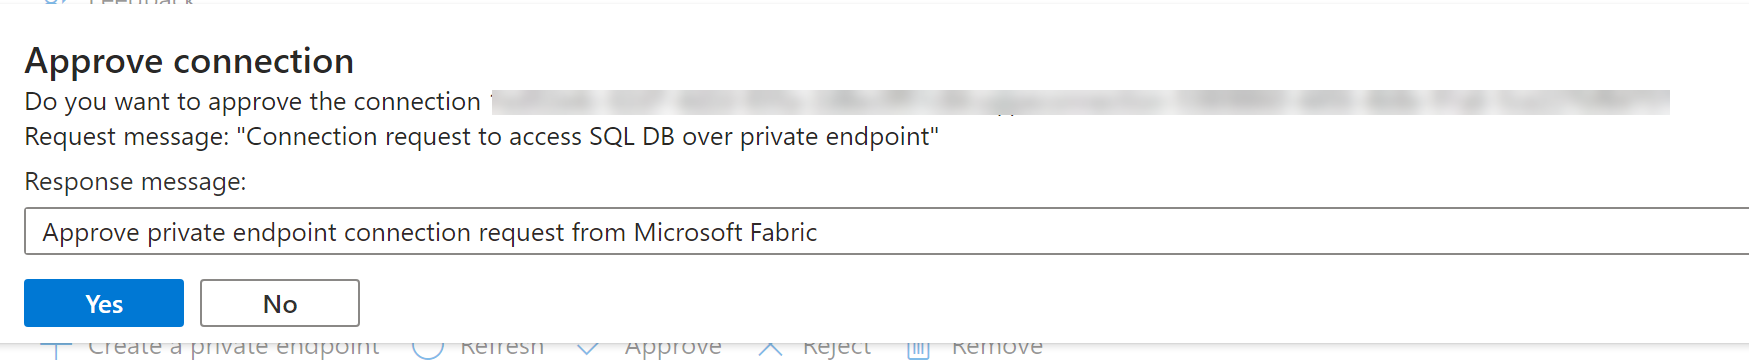 Feedback
Approve connection
Do you want to approve the connection
Request message: "Connection request to access SQL DB over private endpoint"
Response message:
Approve private endpoint connection request from Microsoft Fabric
Yes No
Create a private endpoint Refresh Approve Reject Remove